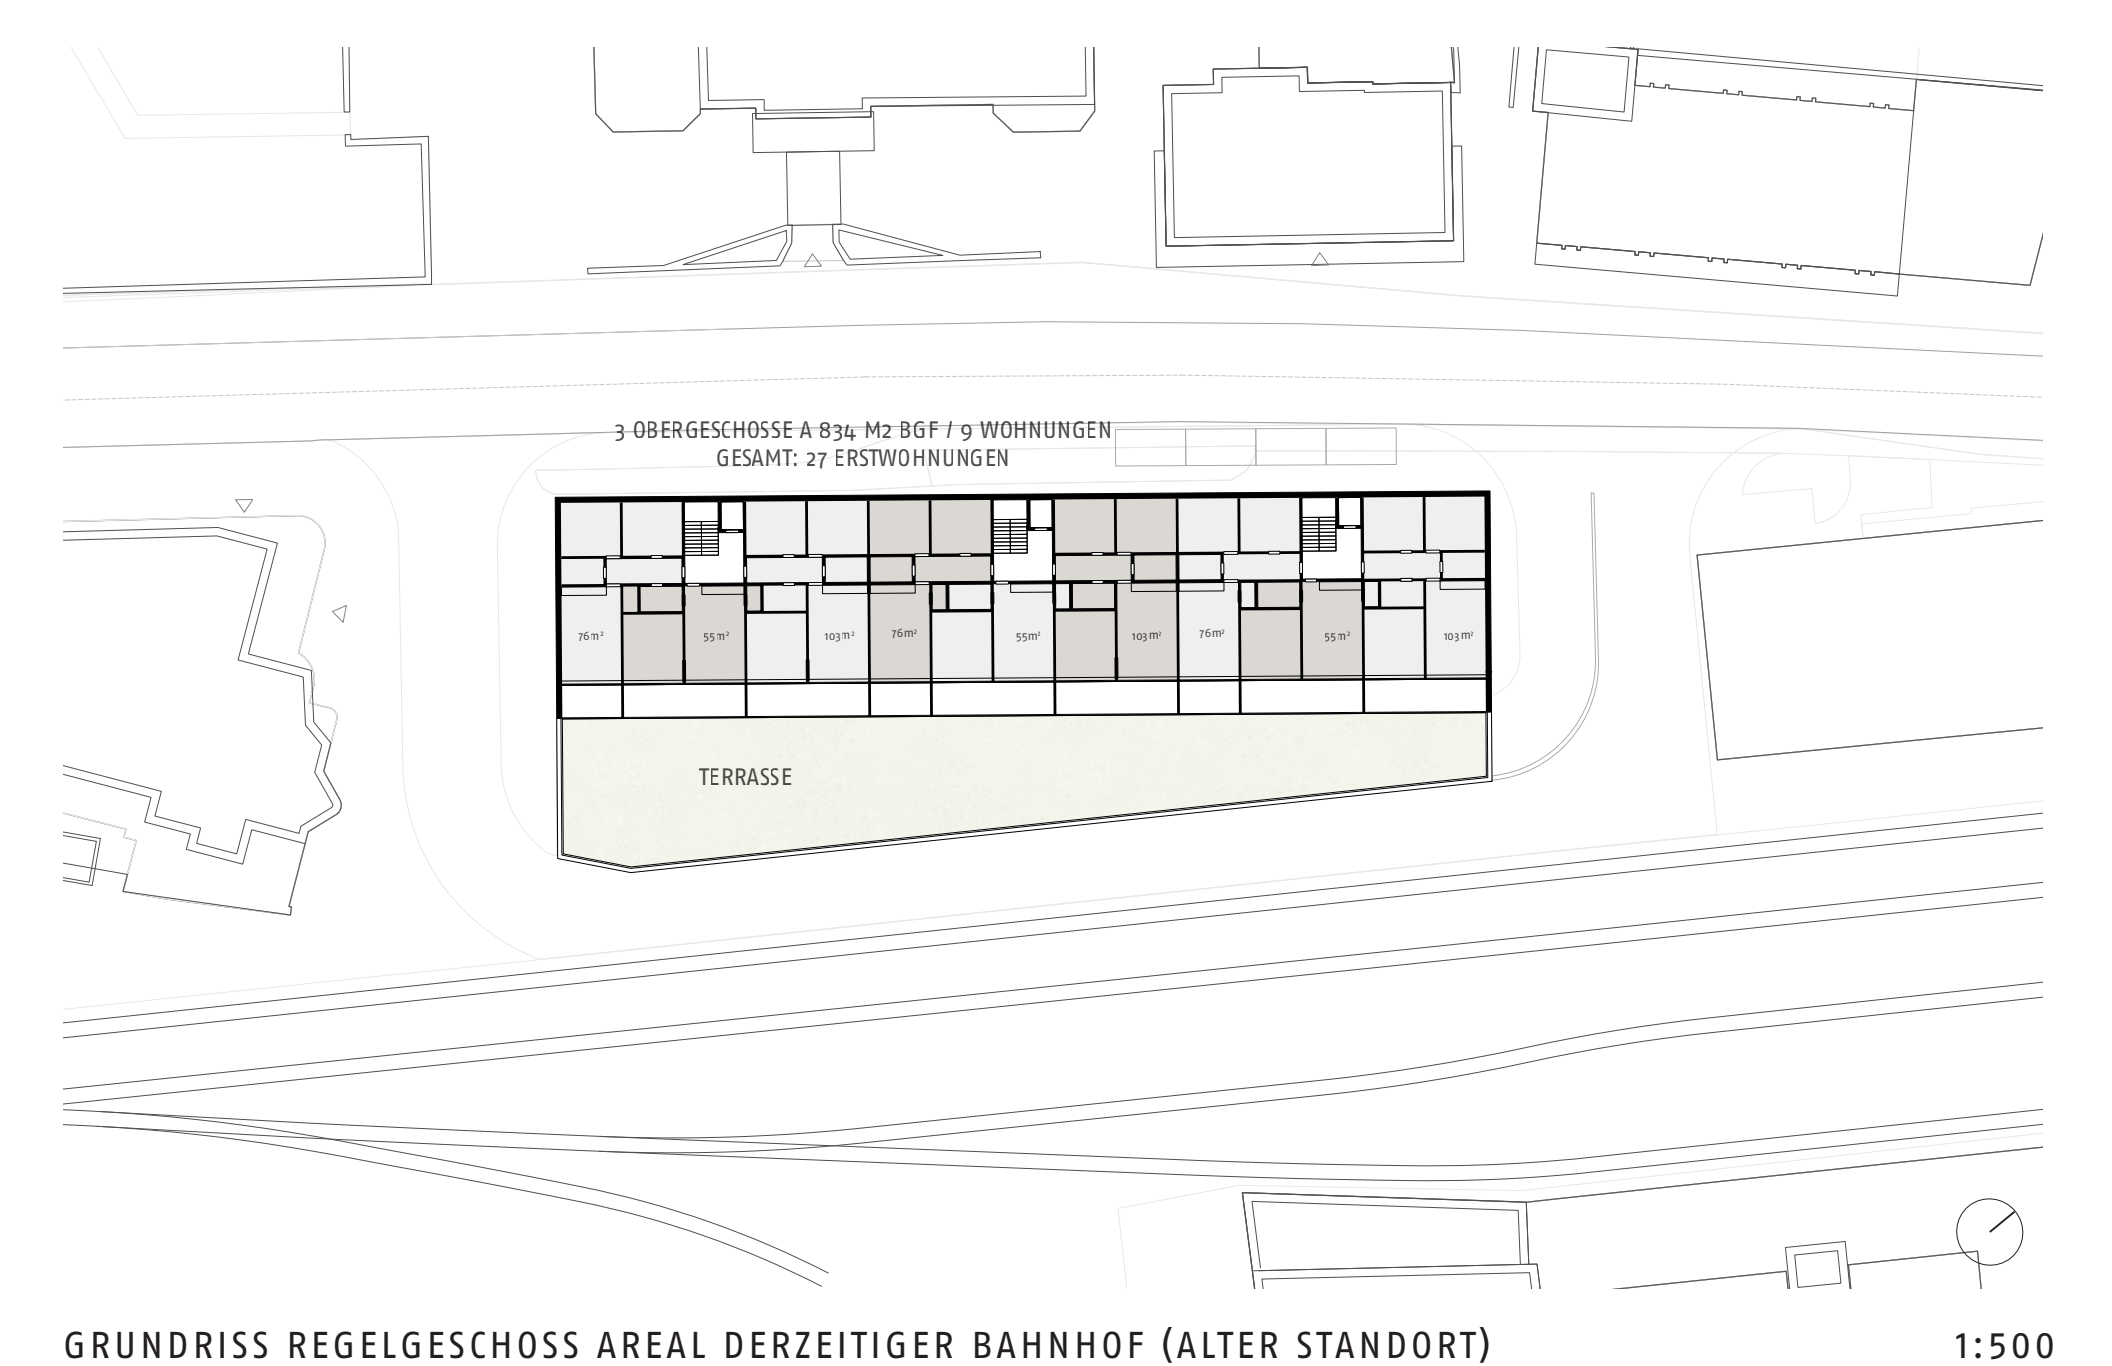 3 OBERGESCHOSSE A 834 M2 BGF / 9 WOHNUNGEN
GESAMT: 27 ERSTWOHNUNGEN
76m² 55m² 103m² 76m² 55m² 103m² 76m² 55m² 103m²
TERRASSE
GRUNDRISS REGELGESCHOSS AREAL DERZEITIGER BAHNHOF (ALTER STANDORT) 1:500